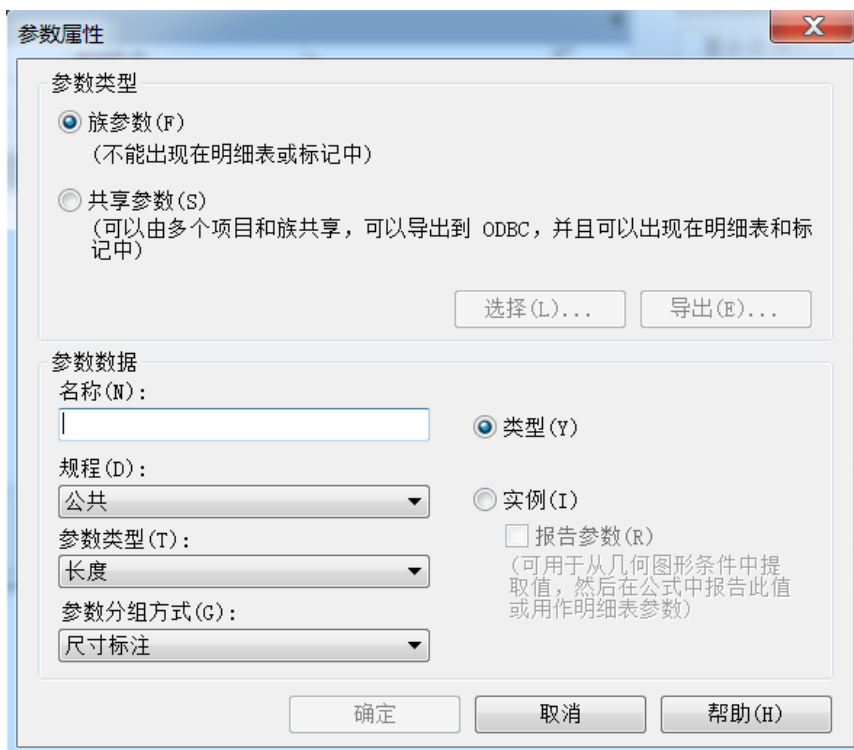 参数属性
参数类型
族参数(F)
(不能出现在明细表或标记中)
共享参数(S)
(可以由多个项目和族共享，可以导出到 ODBC，并且可以出现在明细表和标
记中)
选择(L)...
导出(E)...
参数数据
名称(N):
类型(Y)
规程(D):
公共
实例(I)
参数类型(T):
报告参数(R)
长度
(可用于从几何图形条件中提
取值，然后在公式中报告此值
或用作明细表参数)
参数分组方式(G):
尺寸标注
确定
取消
帮助(H)